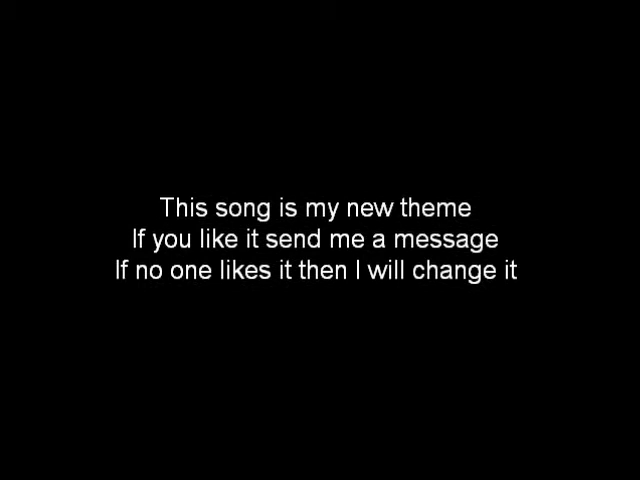 This song is my new theme
If you like it send me a message
If no one likes it then I will change it